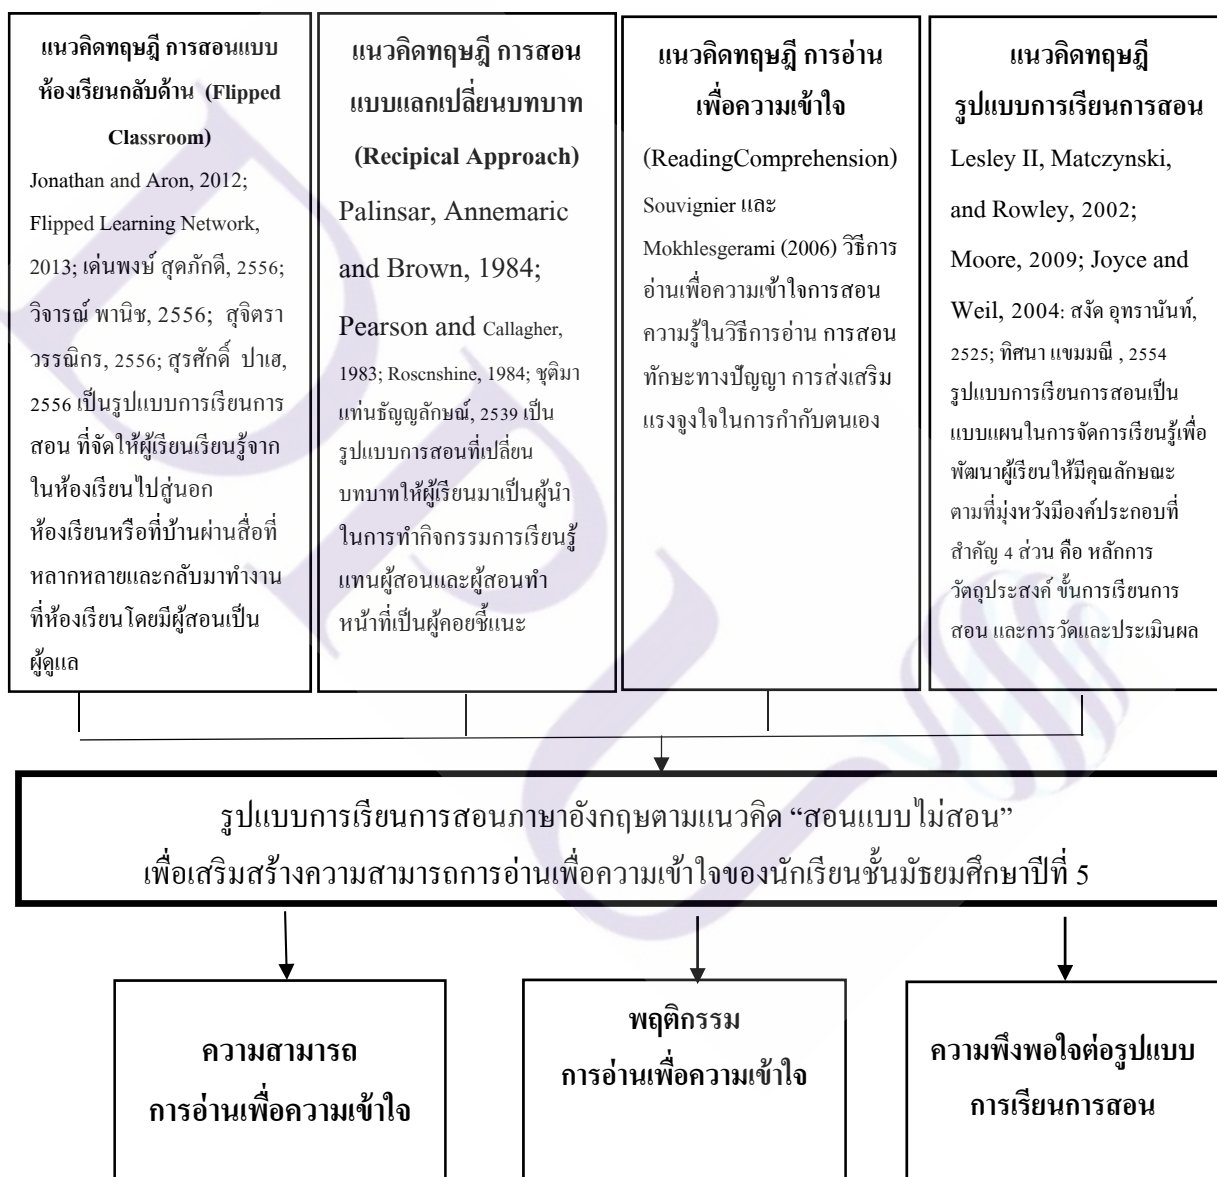 แนวคิดทฤษฎี การสอนแบบ
ห้องเรียนกลับด้าน (Flipped
Classroom)
Jonathan and Aron, 2012;
Flipped Learning Network,
2013; เด่นพงษ์ สุดภักดี, 2556;
วิจารณ์ พานิช, 2556; สุจิตรา
วรรณิกร, 2556; สุรศักดิ์ ปาเฮ,
2556 เป็นรูปแบบการเรียนการ
สอน ที่จัดให้ผู้เรียนเรียนรู้จาก
ในห้องเรียนไปสู่นอก
ห้องเรียนหรือที่บ้านผ่านสื่อที่
หลากหลายและกลับมาทำงาน
ที่ห้องเรียนโดยมีผู้สอนเป็น
ผู้ดูแล
แนวคิดทฤษฎี การสอน
แบบแลกเปลี่ยนบทบาท
(Recipical Approach)
Palinsar, Annemaric
and Brown, 1984;
Pearson and Callagher,
1983; Roscnshine, 1984; ชุติมา
แท่นธัญญลักษณ์, 2539 เป็น
รูปแบบการสอนที่เปลี่ยน
บทบาทให้ผู้เรียนมาเป็นผู้นำ
ในการทำกิจกรรมการเรียนรู้
แทนผู้สอนและผู้สอนทำ
หน้าที่เป็นผู้คอยชี้แนะ
แนวคิดทฤษฎี การอ่าน
เพื่อความเข้าใจ
(ReadingComprehension)
Souvignier และ
Mokhlesgerami (2006) วิธีการ
อ่านเพื่อความเข้าใจการสอน
ความรู้ในวิธีการอ่าน การสอน
ทักษะทางปัญญา การส่งเสริม
แรงจูงใจในการกำกับตนเอง
แนวคิดทฤษฎี
รูปแบบการเรียนการสอน
Lesley II, Matczynski,
and Rowley, 2002;
Moore, 2009; Joyce and
Weil, 2004: สงัด อุทรานันท์,
2525; ทิศนา แขมมณี , 2554
รูปแบบการเรียนการสอนเป็น
แบบแผนในการจัดการเรียนรู้เพื่อ
พัฒนาผู้เรียนให้มีคุณลักษณะ
ตามที่มุ่งหวังมีองค์ประกอบที่
สำคัญ 4 ส่วน คือ หลักการ
วัตถุประสงค์ ขั้นการเรียนการ
สอน และการวัดและประเมินผล
รูปแบบการเรียนการสอนภาษาอังกฤษตามแนวคิด “สอนแบบไม่สอน”
เพื่อเสริมสร้างความสามารถการอ่านเพื่อความเข้าใจของนักเรียนชั้นมัธยมศึกษาปีที่ 5
ความสามารถ
การอ่านเพื่อความเข้าใจ
พฤติกรรม
การอ่านเพื่อความเข้าใจ
ความพึงพอใจต่อรูปแบบ
การเรียนการสอน
DPU